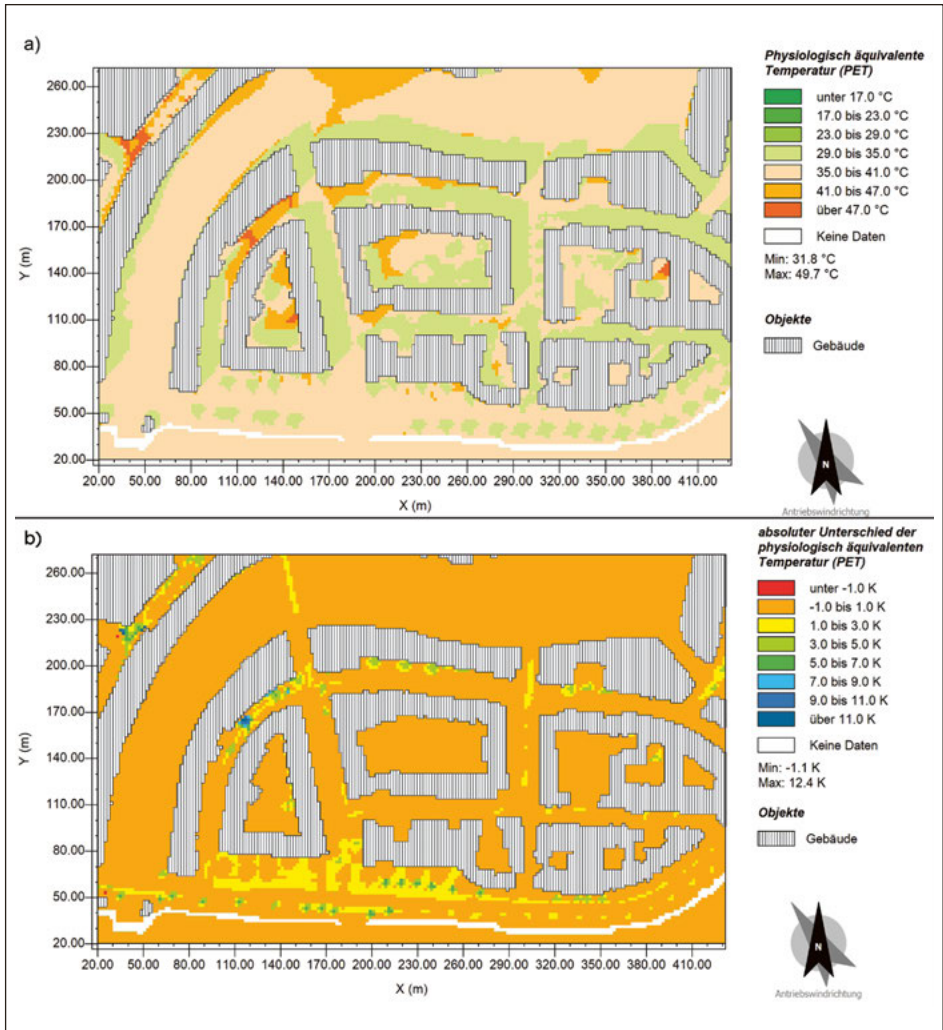 a)
260.00
230.00
200.00
170.00
140.00
110.00
80.00
50.00
20.00
Y (m)
20.00 50.00 80.00 110.00 140.00 170.00 200.00 230.00 260.00 290.00 320.00 350.00 380.00 410.00
X (m)
Physiologisch äquivalente
Temperatur (PET)
unter 17.0 °C
17.0 bis 23.0 °C
23.0 bis 29.0 °C
29.0 bis 35.0 °C
35.0 bis 41.0 °C
41.0 bis 47.0 °C
über 47.0 °C
Keine Daten
Min: 31.8 °C
Max: 49.7 °C
Objekte
Gebäude
N
Antriebswindrichtung
b)
260.00
230.00
200.00
170.00
140.00
110.00
80.00
50.00
20.00
Y (m)
20.00 50.00 80.00 110.00 140.00 170.00 200.00 230.00 260.00 290.00 320.00 350.00 380.00 410.00
X (m)
absoluter Unterschied der
physiologisch äquivalenten
Temperatur (PET)
unter -1.0 K
-1.0 bis 1.0 K
1.0 bis 3.0 K
3.0 bis 5.0 K
5.0 bis 7.0 K
7.0 bis 9.0 K
9.0 bis 11.0 K
über 11.0 K
Keine Daten
Min: -1.1 K
Max: 12.4 K
Objekte
Gebäude
N
Antriebswindrichtung